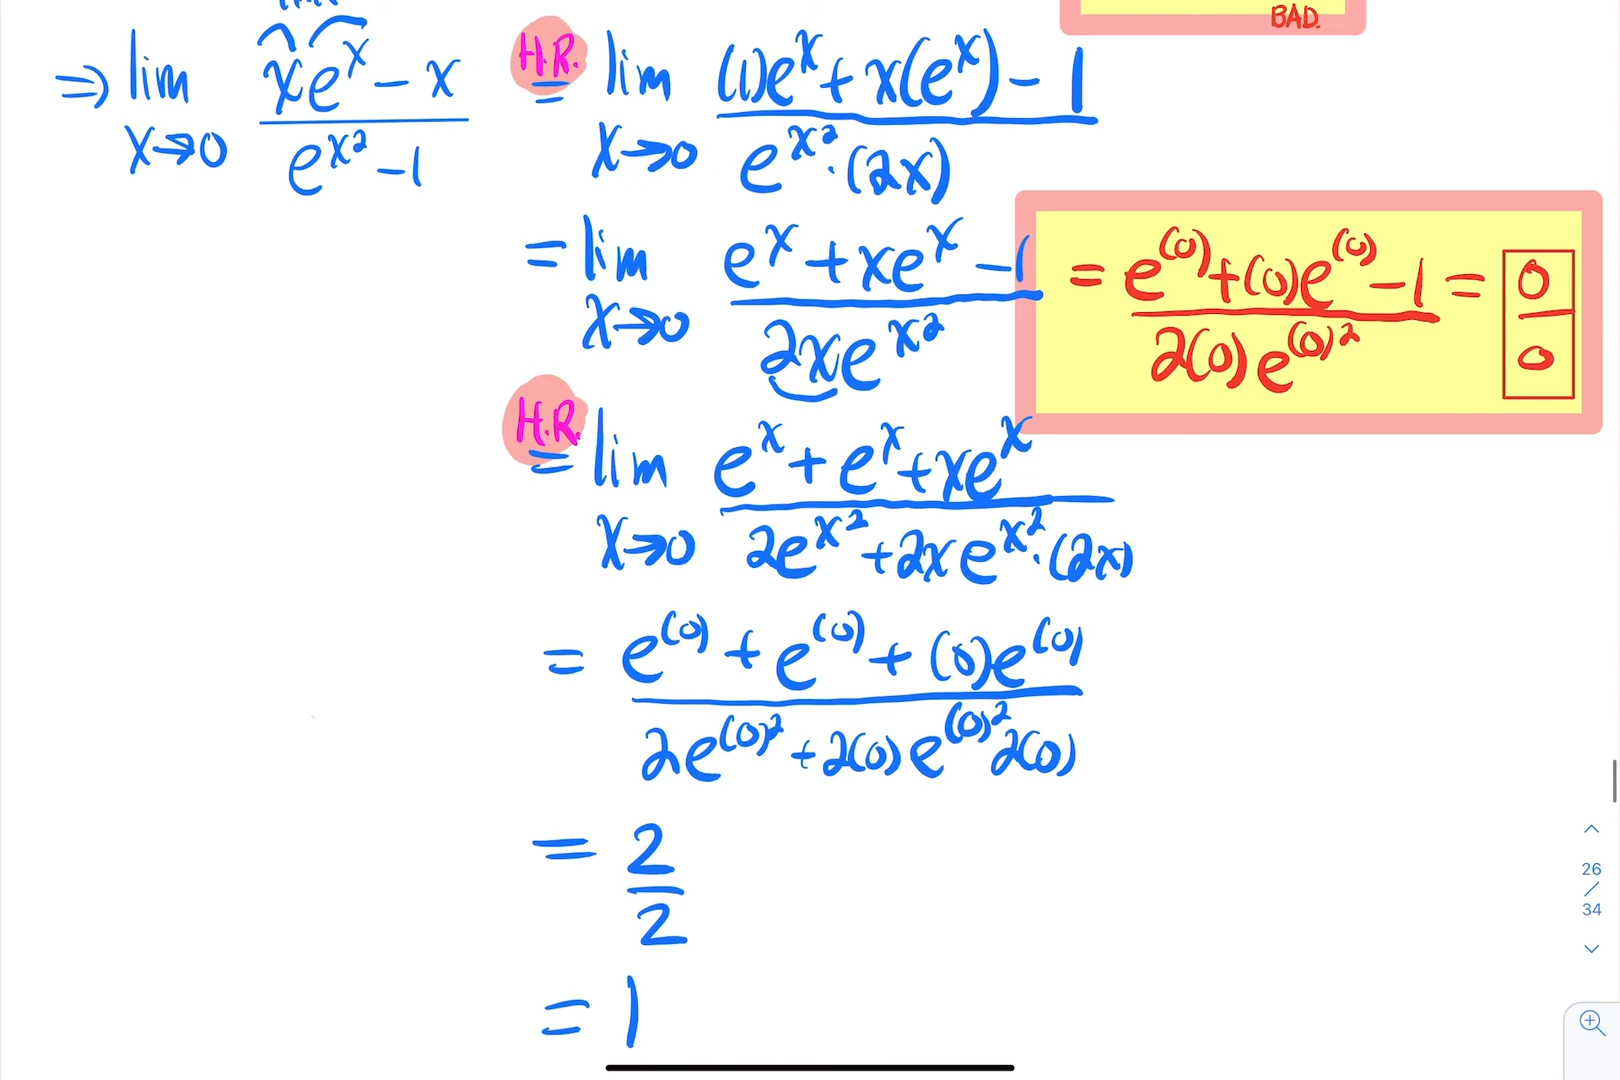 BAD.
⇒ lim x→0 (xe^x − x)/(e^(x²) − 1) H.R. = lim x→0 ((1)e^x + x(e^x) − 1)/(e^(x²)·(2x))
= lim x→0 (e^x + xe^x − 1)/(2xe^(x²)) = (e^(0) + (0)e^(0) − 1)/(2(0)e^((0)²)) = 0/0
H.R. = lim x→0 (e^x + e^x + xe^x)/(2e^(x²) + 2xe^(x²)·(2x))
= (e^(0) + e^(0) + (0)e^(0))/(2e^((0)²) + 2(0)e^((0)²)2(0))
= 2/2
= 1
26
/
34